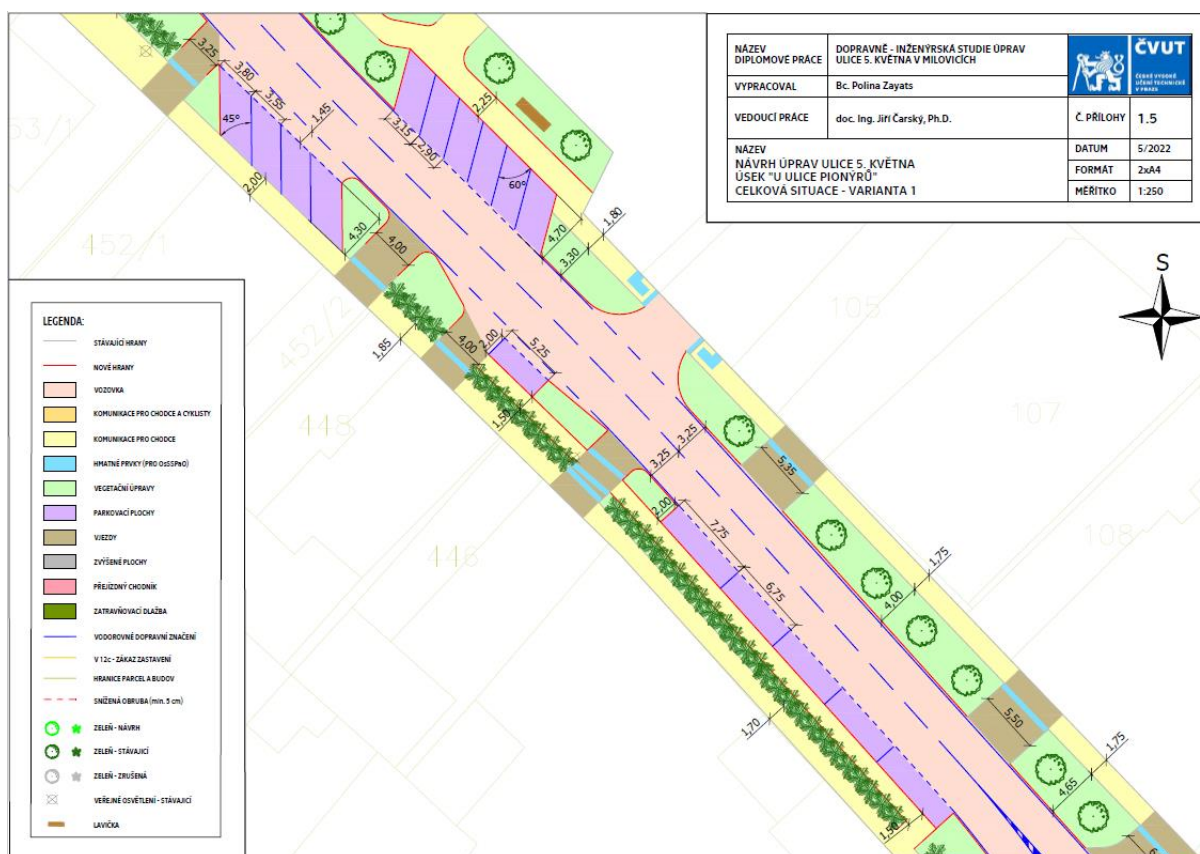 NÁZEV
DIPLOMOVÉ PRÁCE
DOPRAVNĚ - INŽENÝRSKÁ STUDIE ÚPRAV
ULICE 5. KVĚTNA V MILOVICÍCH
VYPRACOVAL
Bc. Polina Zayats
VEDOUCÍ PRÁCE
doc. Ing. Jiří Čarský, Ph.D.
ČVUT
ČESKÉ VYSOKÉ
UČENÍ TECHNICKÉ
V PRAZE
Č. PŘÍLOHY
1.5
NÁZEV
NÁVRH ÚPRAV ULICE 5. KVĚTNA
ÚSEK "U ULICE PIONÝRŮ"
CELKOVÁ SITUACE - VARIANTA 1
DATUM
5/2022
FORMÁT
2xA4
MĚŘÍTKO
1:250
S
3,25
3,80
3,55
1,45
45°
2,00
4,30
4,00
3,15
2,90
2,25
60°
4,70
3,30
1,80
53/1
452/1
452/2
448
446
105
107
108
1,85
4,00
2,00
5,25
1,50
3,25
3,25
2,00
7,75
6,75
5,35
4,00
1,75
5,50
1,75
4,65
1,70
1,50
6
LEGENDA:
STÁVAJÍCÍ HRANY
NOVÉ HRANY
VOZOVKA
KOMUNIKACE PRO CHODCE A CYKLISTY
KOMUNIKACE PRO CHODCE
HMATNÉ PRVKY (PRO OsSSPaO)
VEGETAČNÍ ÚPRAVY
PARKOVACÍ PLOCHY
VJEZDY
ZVÝŠENÉ PLOCHY
PŘEJÍZDNÝ CHODNÍK
ZATRAVŇOVACÍ DLAŽBA
VODOROVNÉ DOPRAVNÍ ZNAČENÍ
V 12c - ZÁKAZ ZASTAVENÍ
HRANICE PARCEL A BUDOV
SNÍŽENÁ OBRUBA (min. 5 cm)
ZELEŇ - NÁVRH
ZELEŇ - STÁVAJÍCÍ
ZELEŇ - ZRUŠENÁ
VEŘEJNÉ OSVĚTLENÍ - STÁVAJÍCÍ
LAVIČKA